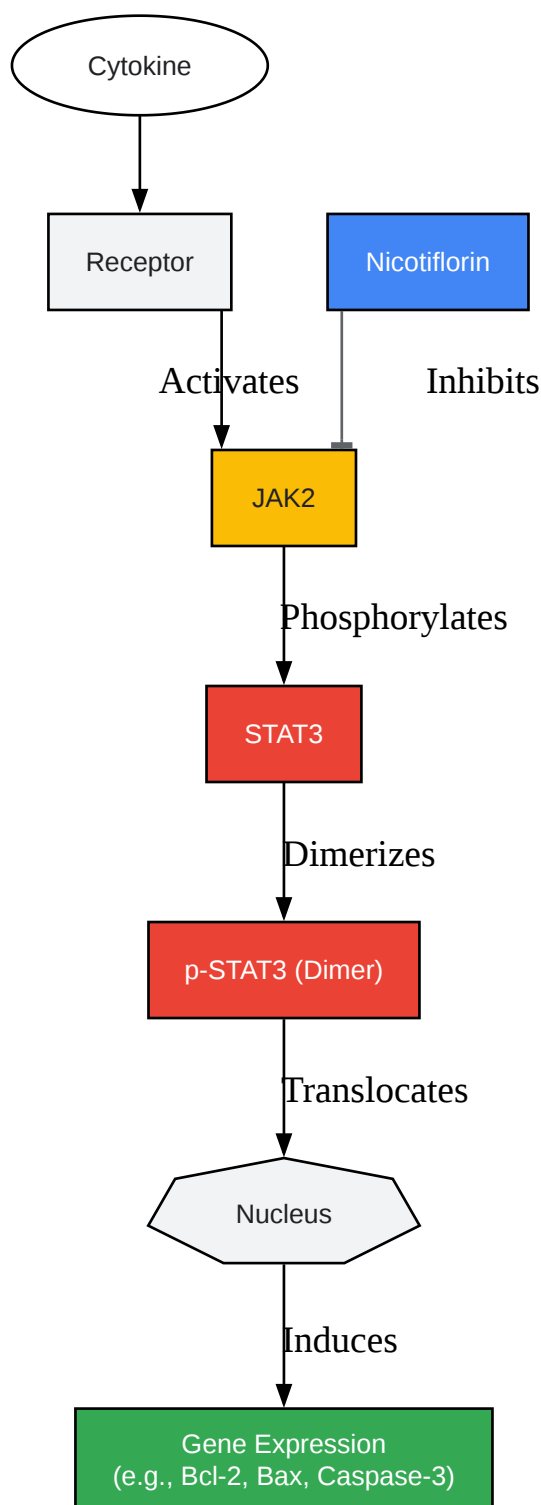 Cytokine
Receptor
Nicotiflorin
Activates
Inhibits
JAK2
Phosphorylates
STAT3
Dimerizes
p-STAT3 (Dimer)
Translocates
Nucleus
Induces
Gene Expression
(e.g., Bcl-2, Bax, Caspase-3)